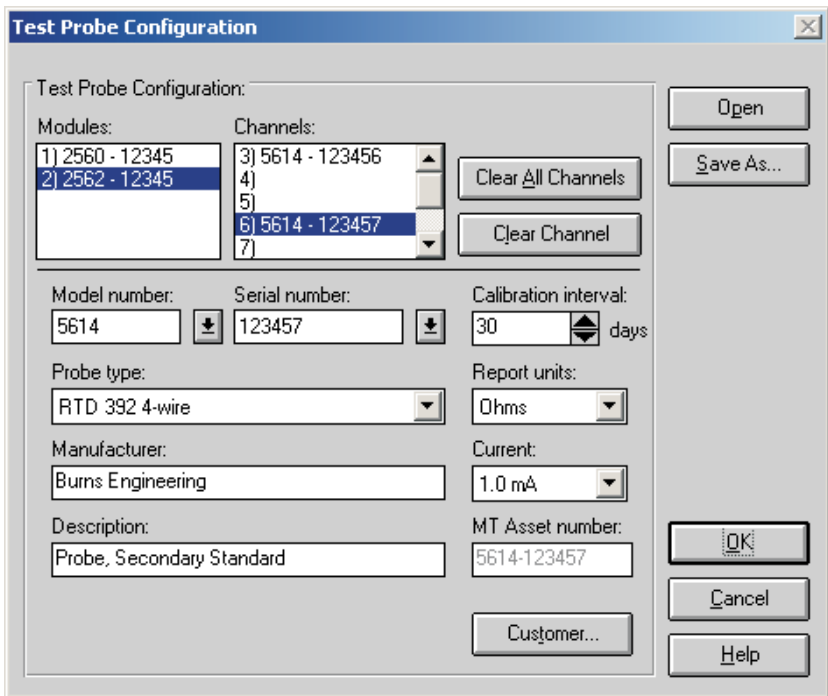 Test Probe Configuration
Test Probe Configuration:
Modules:
1) 2560 - 12345
2) 2562 - 12345
Channels:
3) 5614 - 123456
4)
5)
6) 5614 - 123457
7)
Clear All Channels
Clear Channel
Open
Save As...
Model number:
5614
Serial number:
123457
Calibration interval:
30 days
Probe type:
RTD 392 4-wire
Report units:
Ohms
Manufacturer:
Burns Engineering
Current:
1.0 mA
Description:
Probe, Secondary Standard
MT Asset number:
5614-123457
Customer...
OK
Cancel
Help